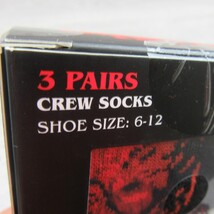 3 PAIRS
CREW SOCKS
SHOE SIZE: 6-12